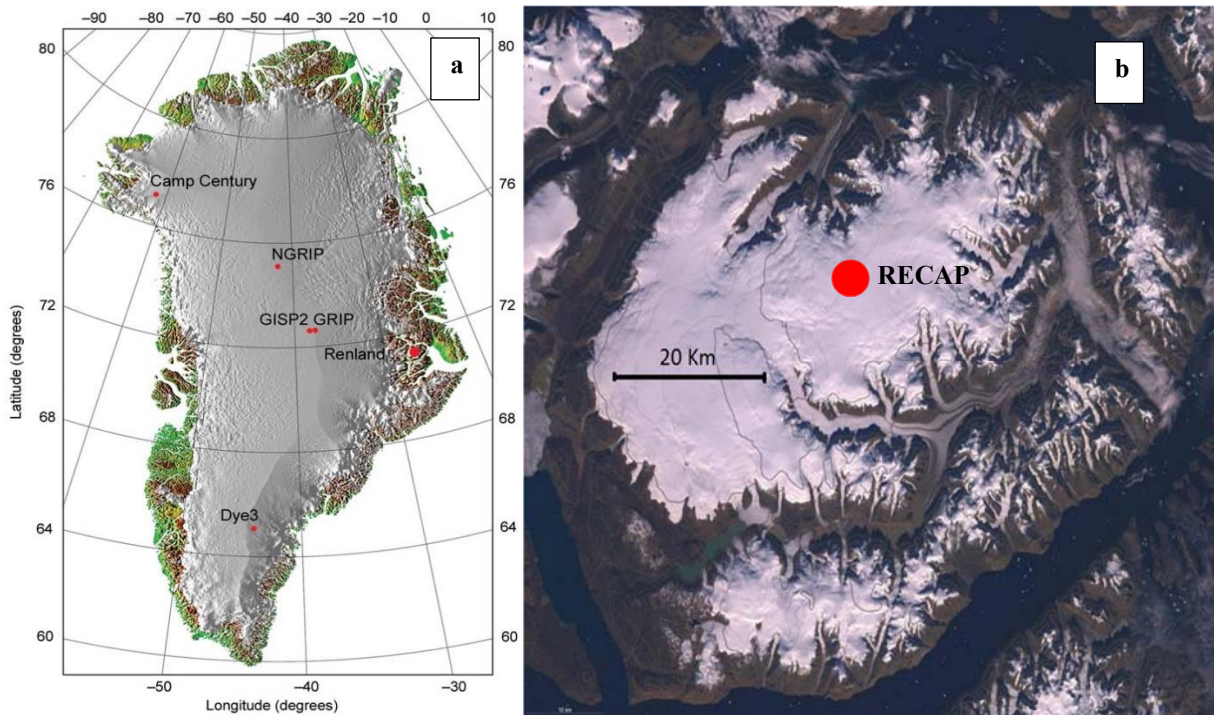 −90 −80 −70 −60 −50 −40 −30 −20 −10 0 10
a
80
80
76
76
72
72
68
68
64
64
60
60
Camp Century
NGRIP
GISP2 GRIP
Renland
Dye3
Latitude (degrees)
−50 −40 −30
Longitude (degrees)
b
RECAP
20 Km
10 km